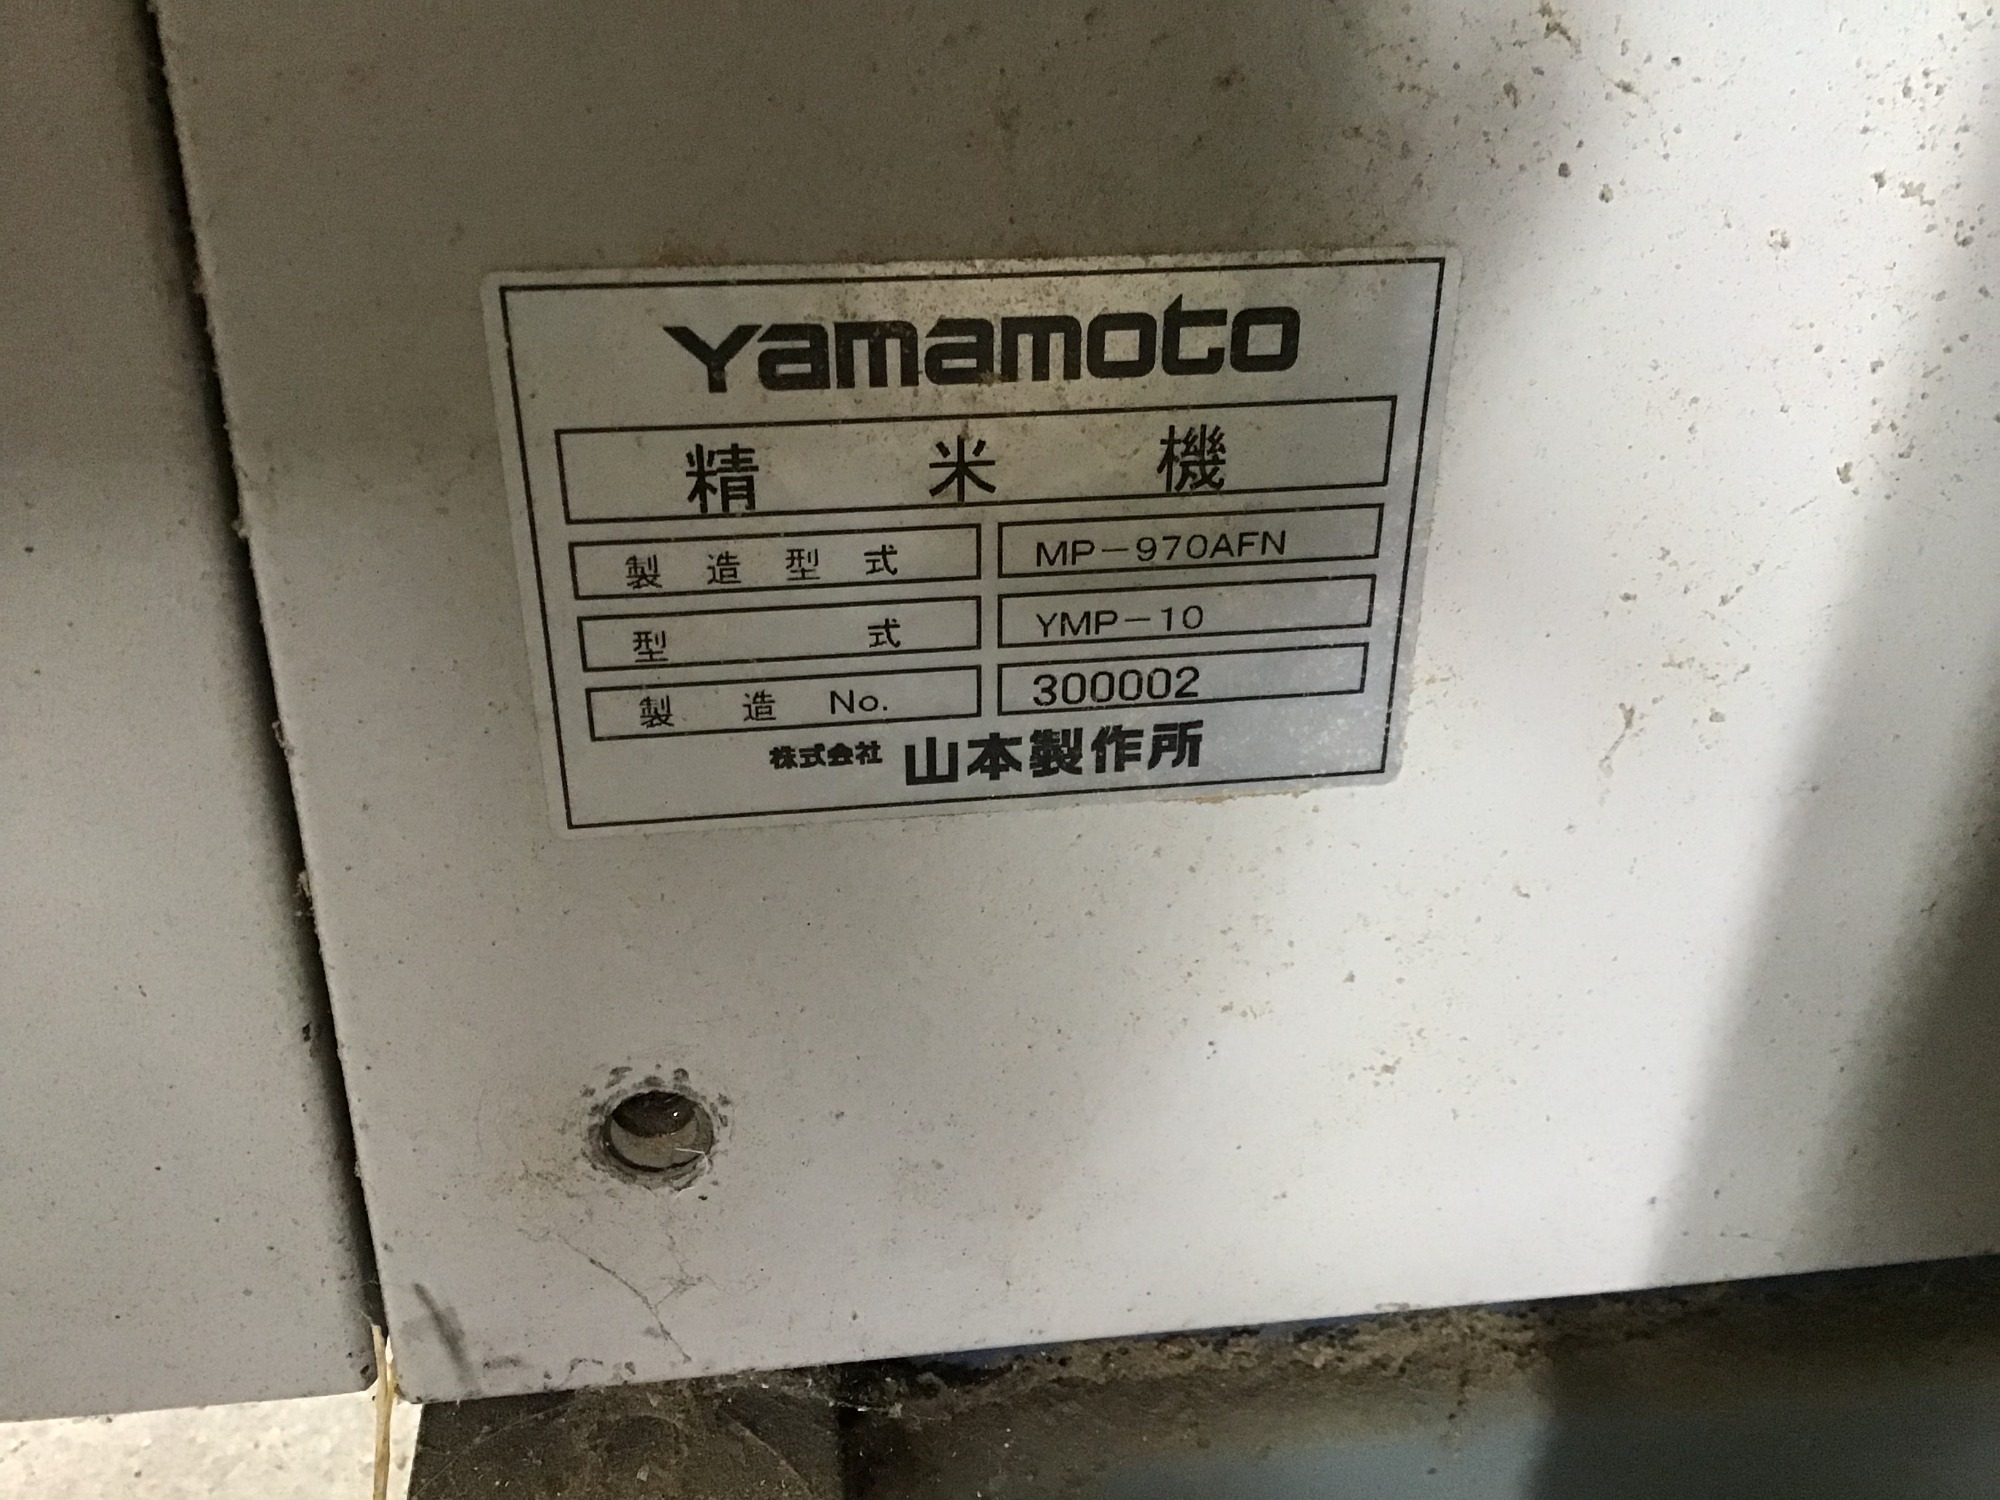 Yamamoto
精米機
製造型式 MP-970AFN
型式 YMP-10
製造No. 300002
株式会社 山本製作所